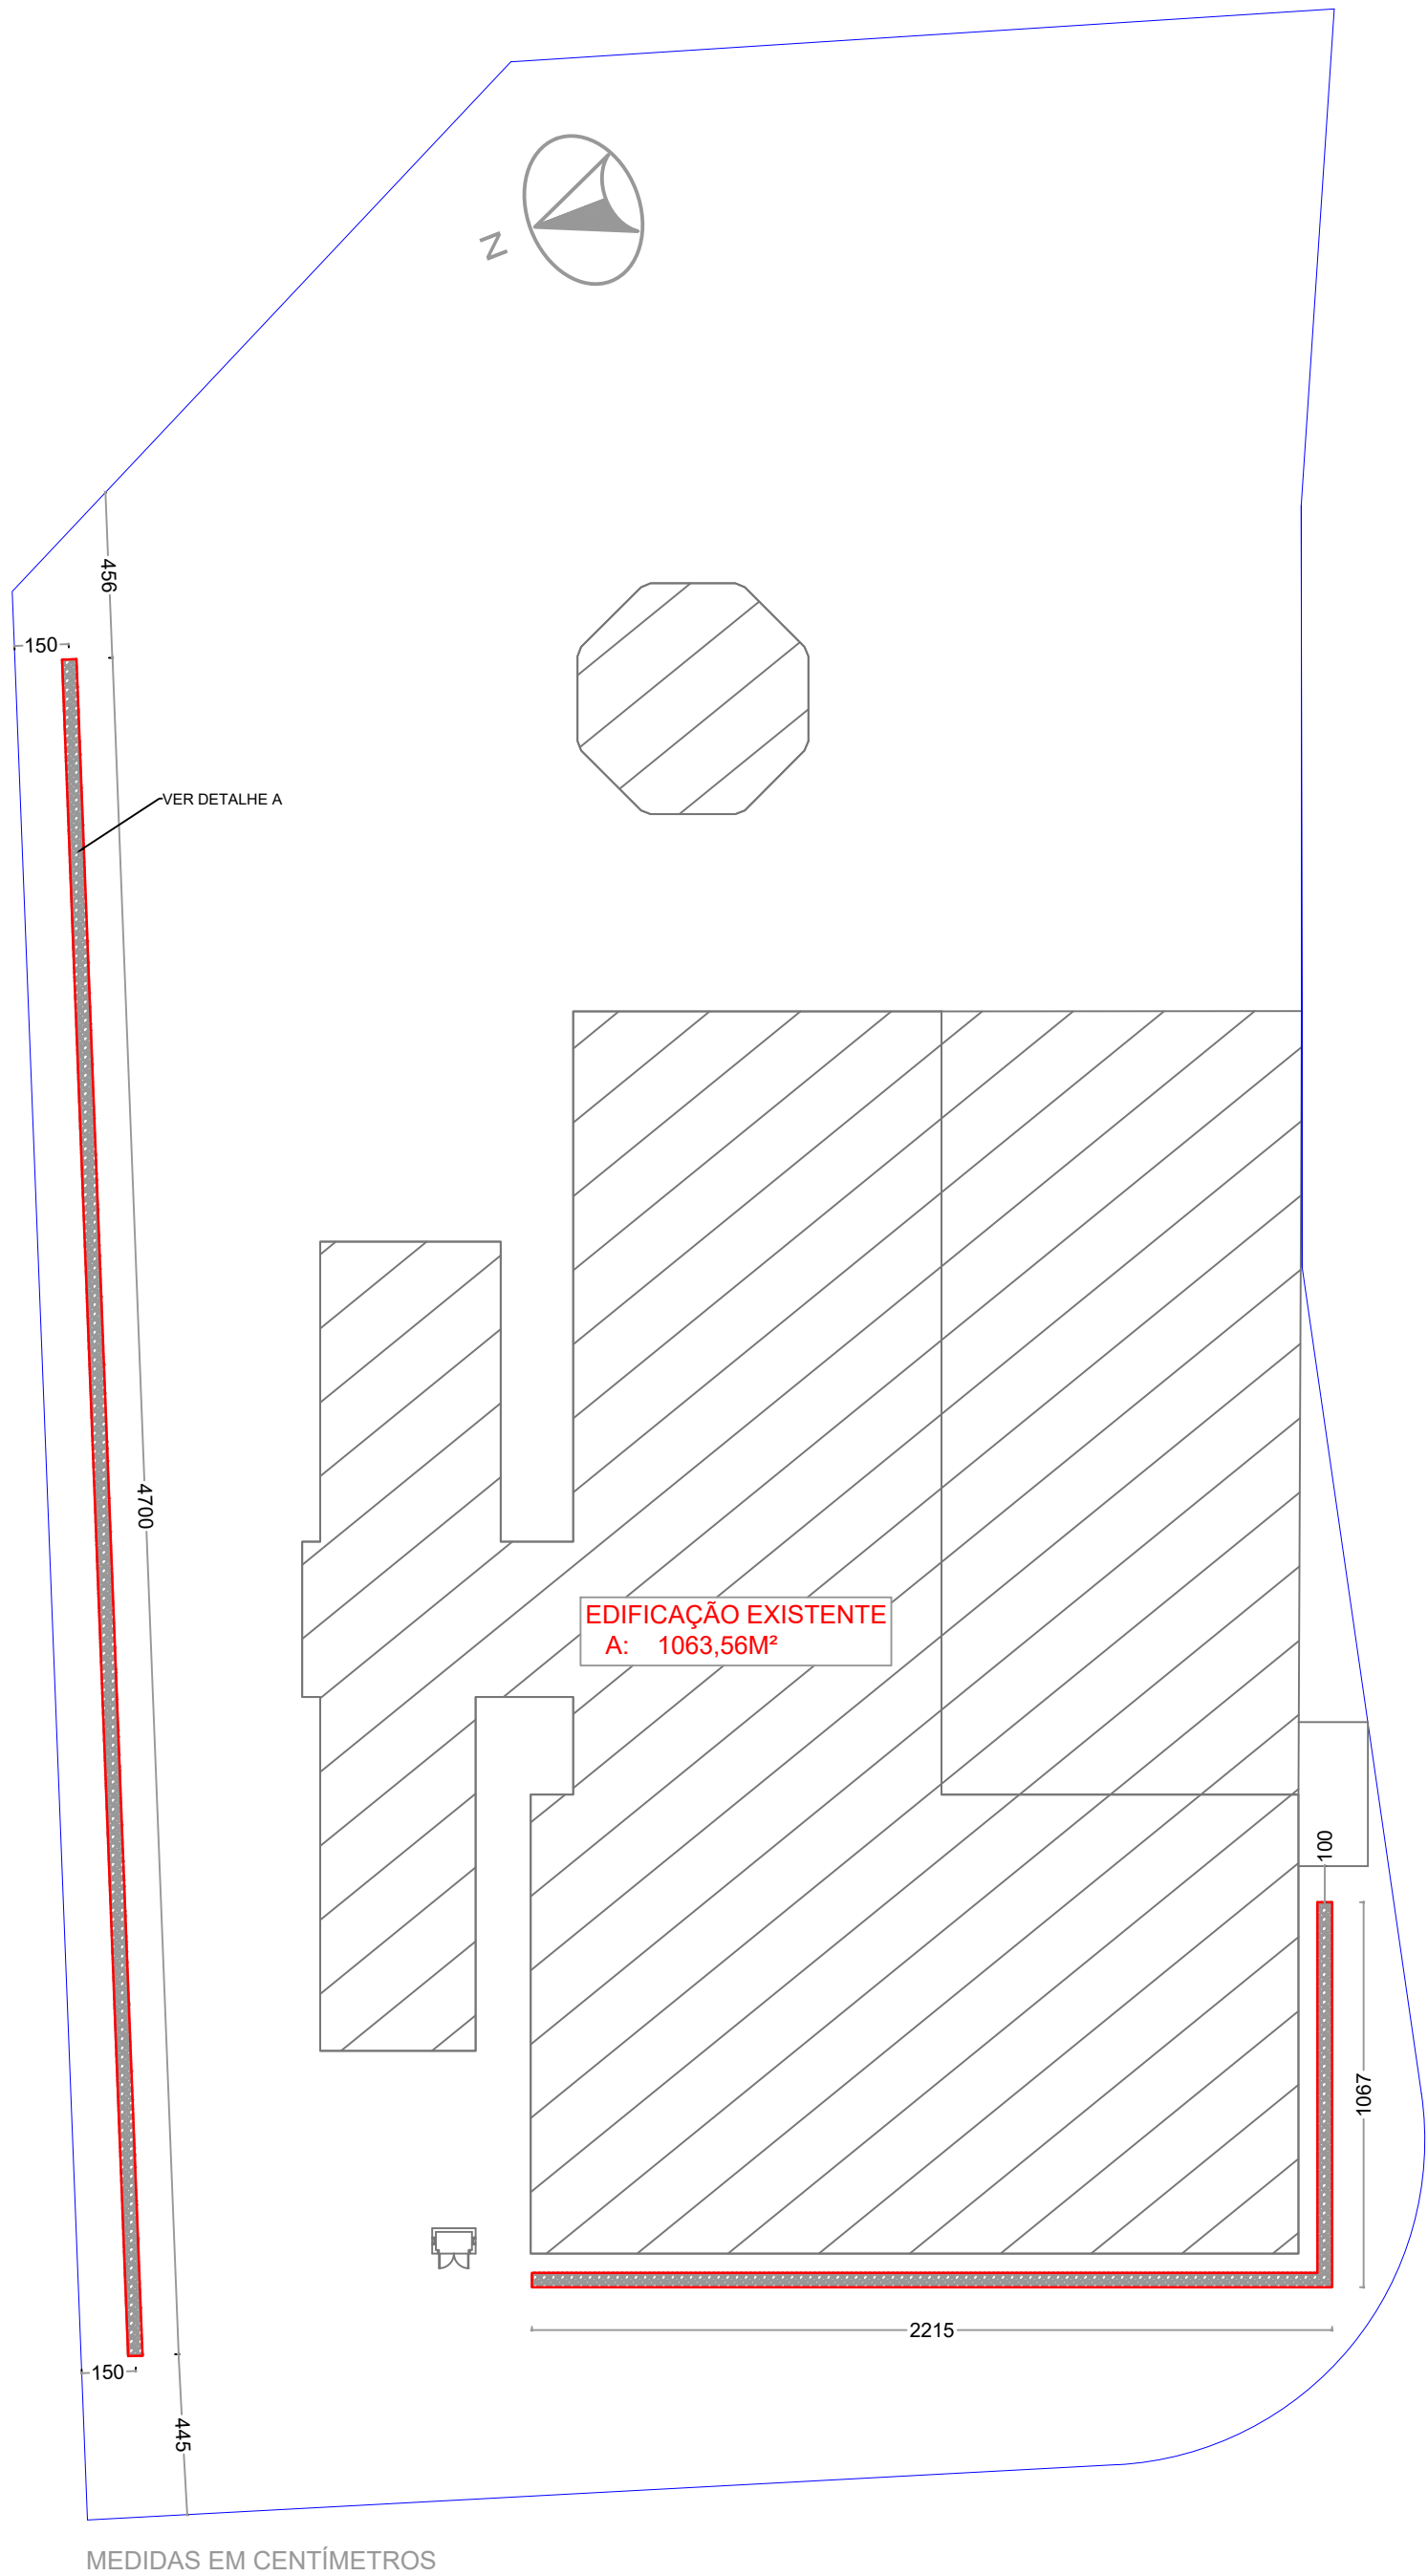 N
456
150
VER DETALHE A
4700
EDIFICAÇÃO EXISTENTE
A: 1063,56M²
100
1067
2215
150
445
MEDIDAS EM CENTÍMETROS